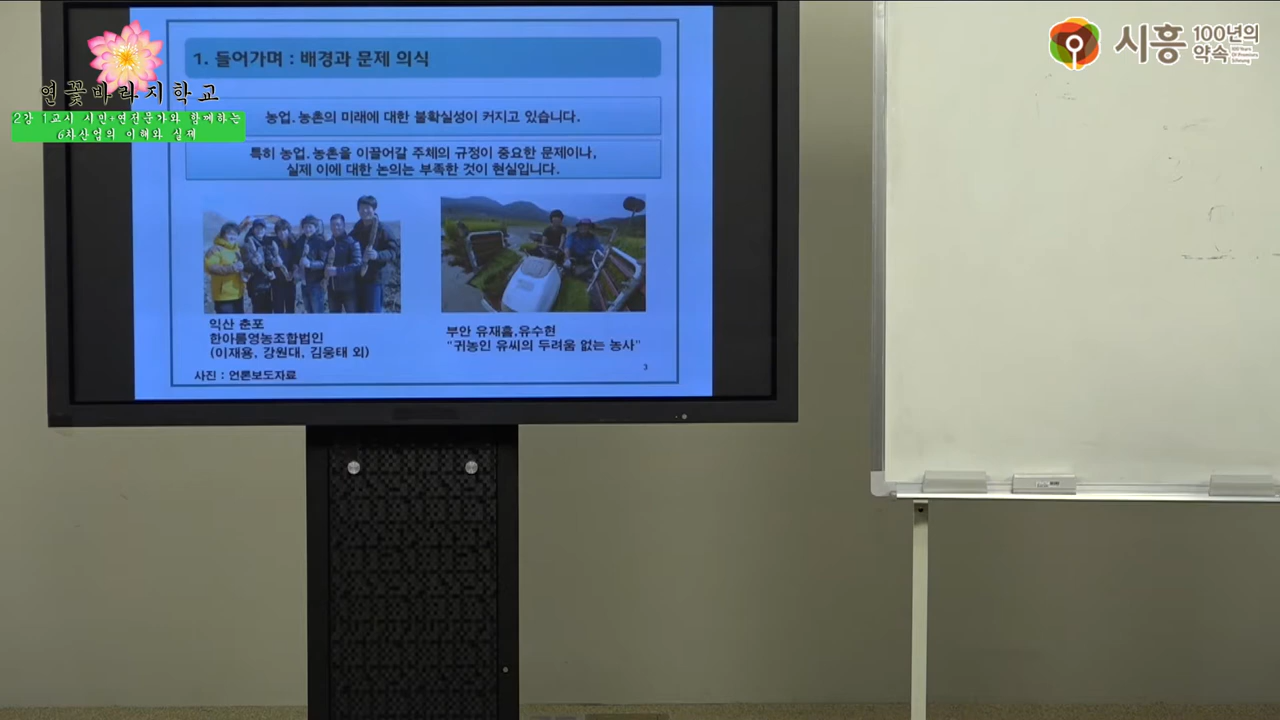 연꽃바라지학교
2강 1교시 시민+연전문가와 함께하는
6차산업의 이해와 실제
시흥 100년의
약속
1. 들어가며 : 배경과 문제 의식
농업.농촌의 미래에 대한 불확실성이 커지고 있습니다.
특히 농업.농촌을 이끌어갈 주체의 규정이 중요한 문제이나,
실제 이에 대한 논의는 부족한 것이 현실입니다.
익산 춘포
한아름영농조합법인
(이재용, 강원대, 김웅태 외)
부안 유재흠,유수현
"귀농인 유씨의 두려움 없는 농사"
사진 : 언론보도자료
3